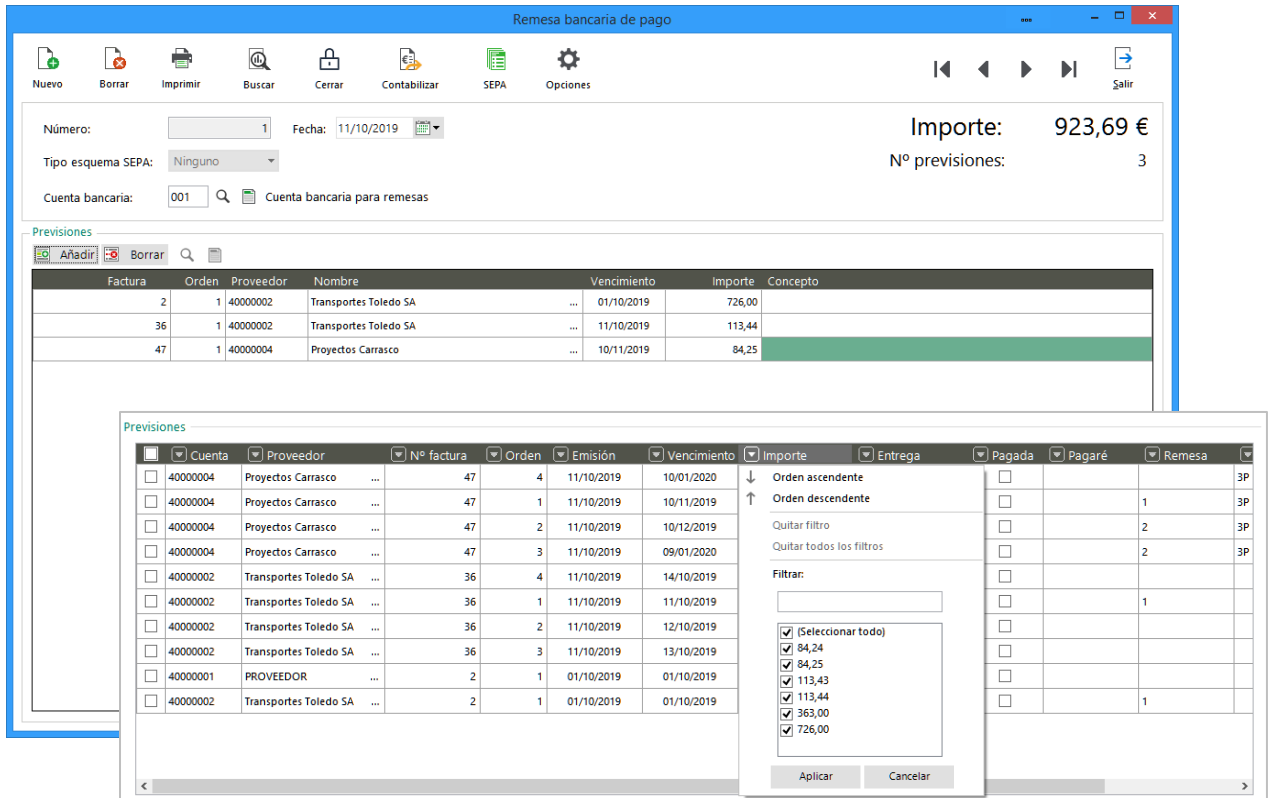 Remesa bancaria de pago
Nuevo Borrar Imprimir Buscar Cerrar Contabilizar SEPA Opciones Salir
Número: 1 Fecha: 11/10/2019 Importe: 923,69 €
Tipo esquema SEPA: Ninguno Nº previsiones: 3
Cuenta bancaria: 001 Cuenta bancaria para remesas
Previsiones
Añadir Borrar
Factura Orden Proveedor Nombre Vencimiento Importe Concepto
2 1 40000002 Transportes Toledo SA ... 01/10/2019 726,00
36 1 40000002 Transportes Toledo SA ... 11/10/2019 113,44
47 1 40000004 Proyectos Carrasco ... 10/11/2019 84,25
Previsiones
Cuenta Proveedor Nº factura Orden Emisión Vencimiento Importe Entrega Pagada Pagaré Remesa
40000004 Proyectos Carrasco ... 47 4 11/10/2019 10/01/2020 3P
40000004 Proyectos Carrasco ... 47 1 11/10/2019 10/11/2019 1 3P
40000004 Proyectos Carrasco ... 47 2 11/10/2019 10/12/2019 2 3P
40000004 Proyectos Carrasco ... 47 3 11/10/2019 09/01/2020 2 3P
40000002 Transportes Toledo SA ... 36 4 11/10/2019 14/10/2019
40000002 Transportes Toledo SA ... 36 1 11/10/2019 11/10/2019 1
40000002 Transportes Toledo SA ... 36 2 11/10/2019 12/10/2019
40000002 Transportes Toledo SA ... 36 3 11/10/2019 13/10/2019
40000001 PROVEEDOR ... 2 1 01/10/2019 01/10/2019
40000002 Transportes Toledo SA ... 2 1 01/10/2019 01/10/2019 1
Orden ascendente
Orden descendente
Quitar filtro
Quitar todos los filtros
Filtrar:
(Seleccionar todo)
84,24
84,25
113,43
113,44
363,00
726,00
Aplicar Cancelar